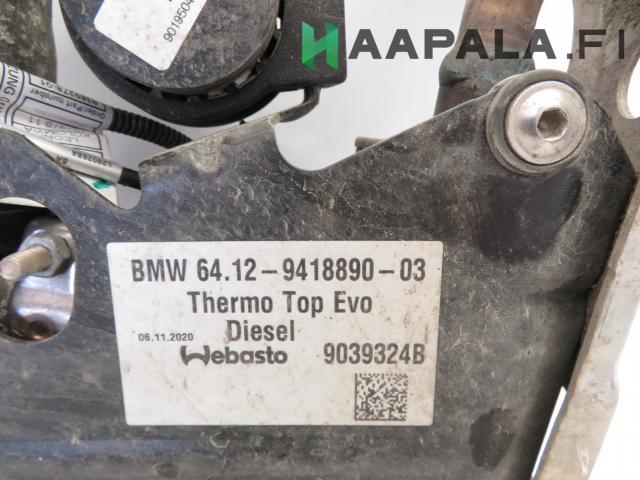 HAAPALA.FI
BMW 64.12-9418890-03
Thermo Top Evo
Diesel
06.11.2020
Webasto 9039324B